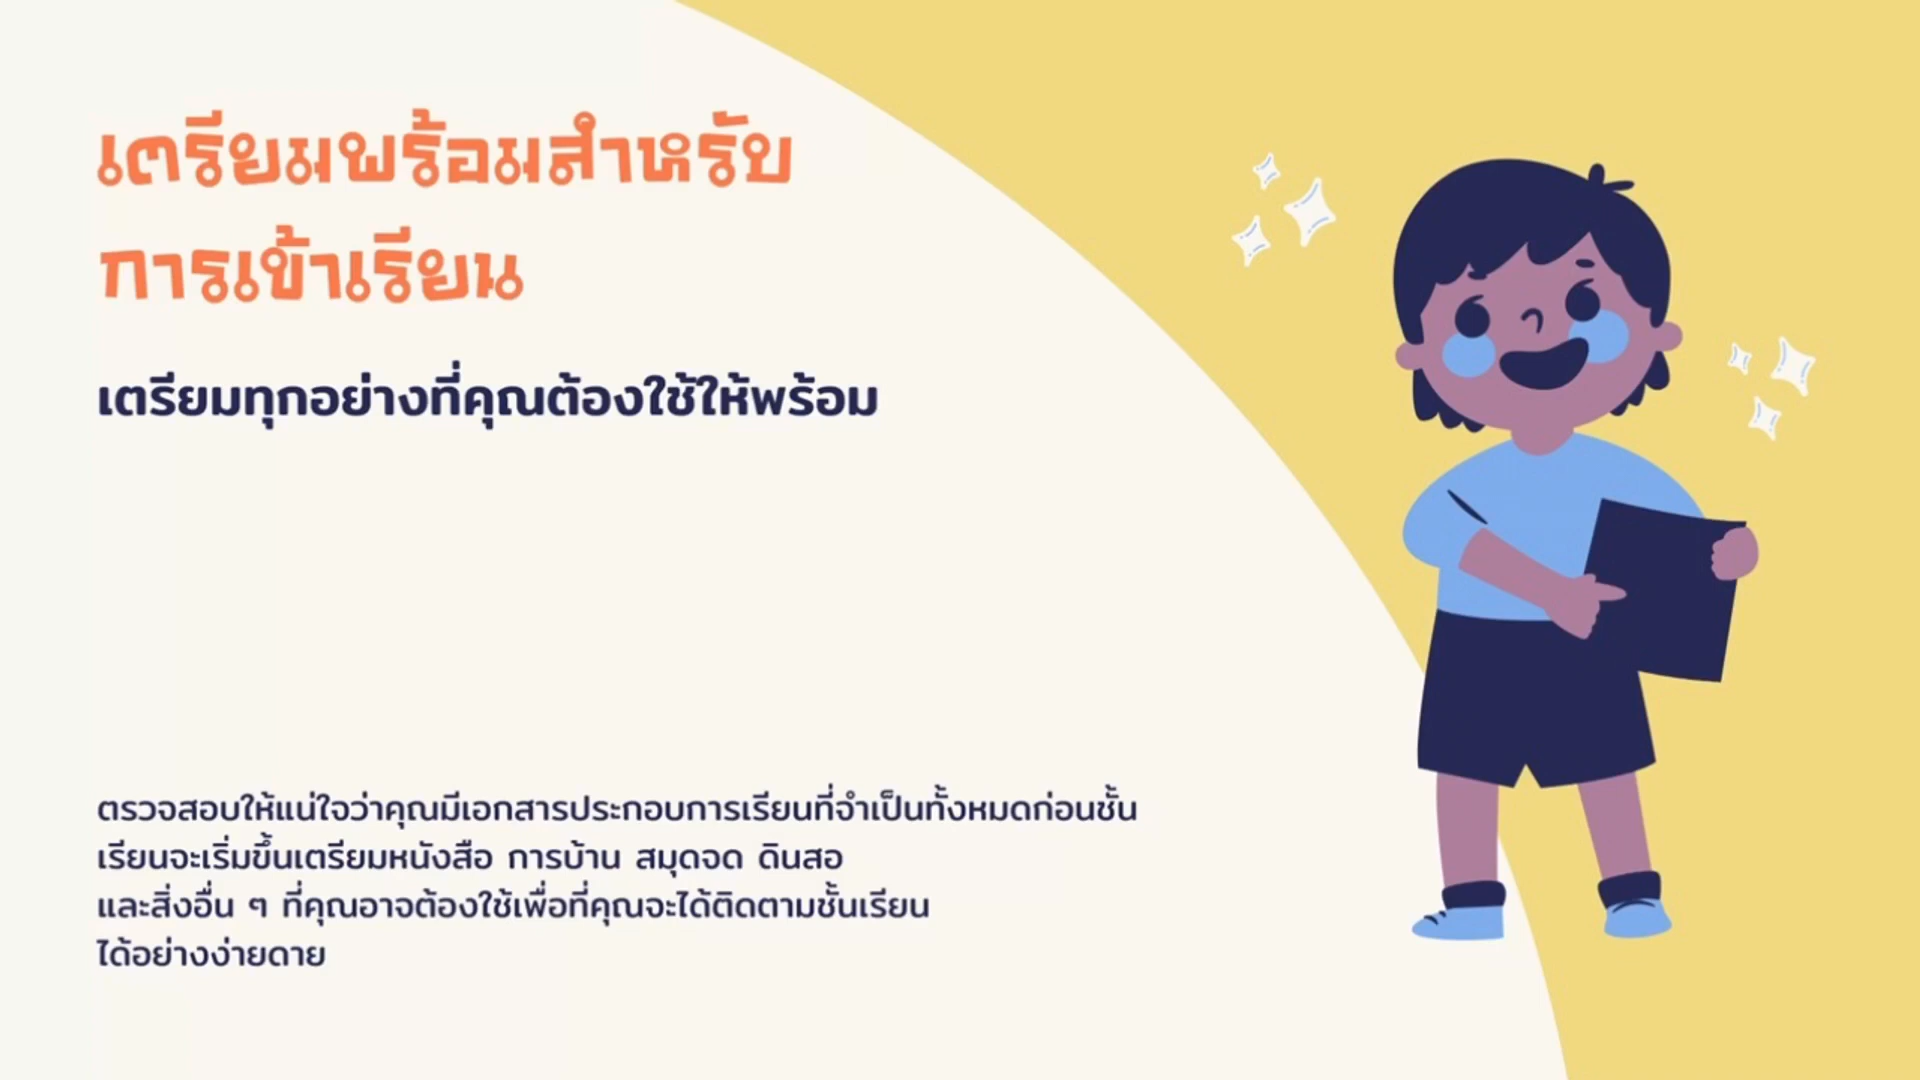 เตรียมพร้อมสำหรับ
การเข้าเรียน
เตรียมทุกอย่างที่คุณต้องใช้ให้พร้อม
ตรวจสอบให้แน่ใจว่าคุณมีเอกสารประกอบการเรียนที่จำเป็นทั้งหมดก่อนชั้น
เรียนจะเริ่มขึ้นเตรียมหนังสือ การบ้าน สมุดจด ดินสอ
และสิ่งอื่น ๆ ที่คุณอาจต้องใช้เพื่อที่คุณจะได้ติดตามชั้นเรียน
ได้อย่างง่ายดาย